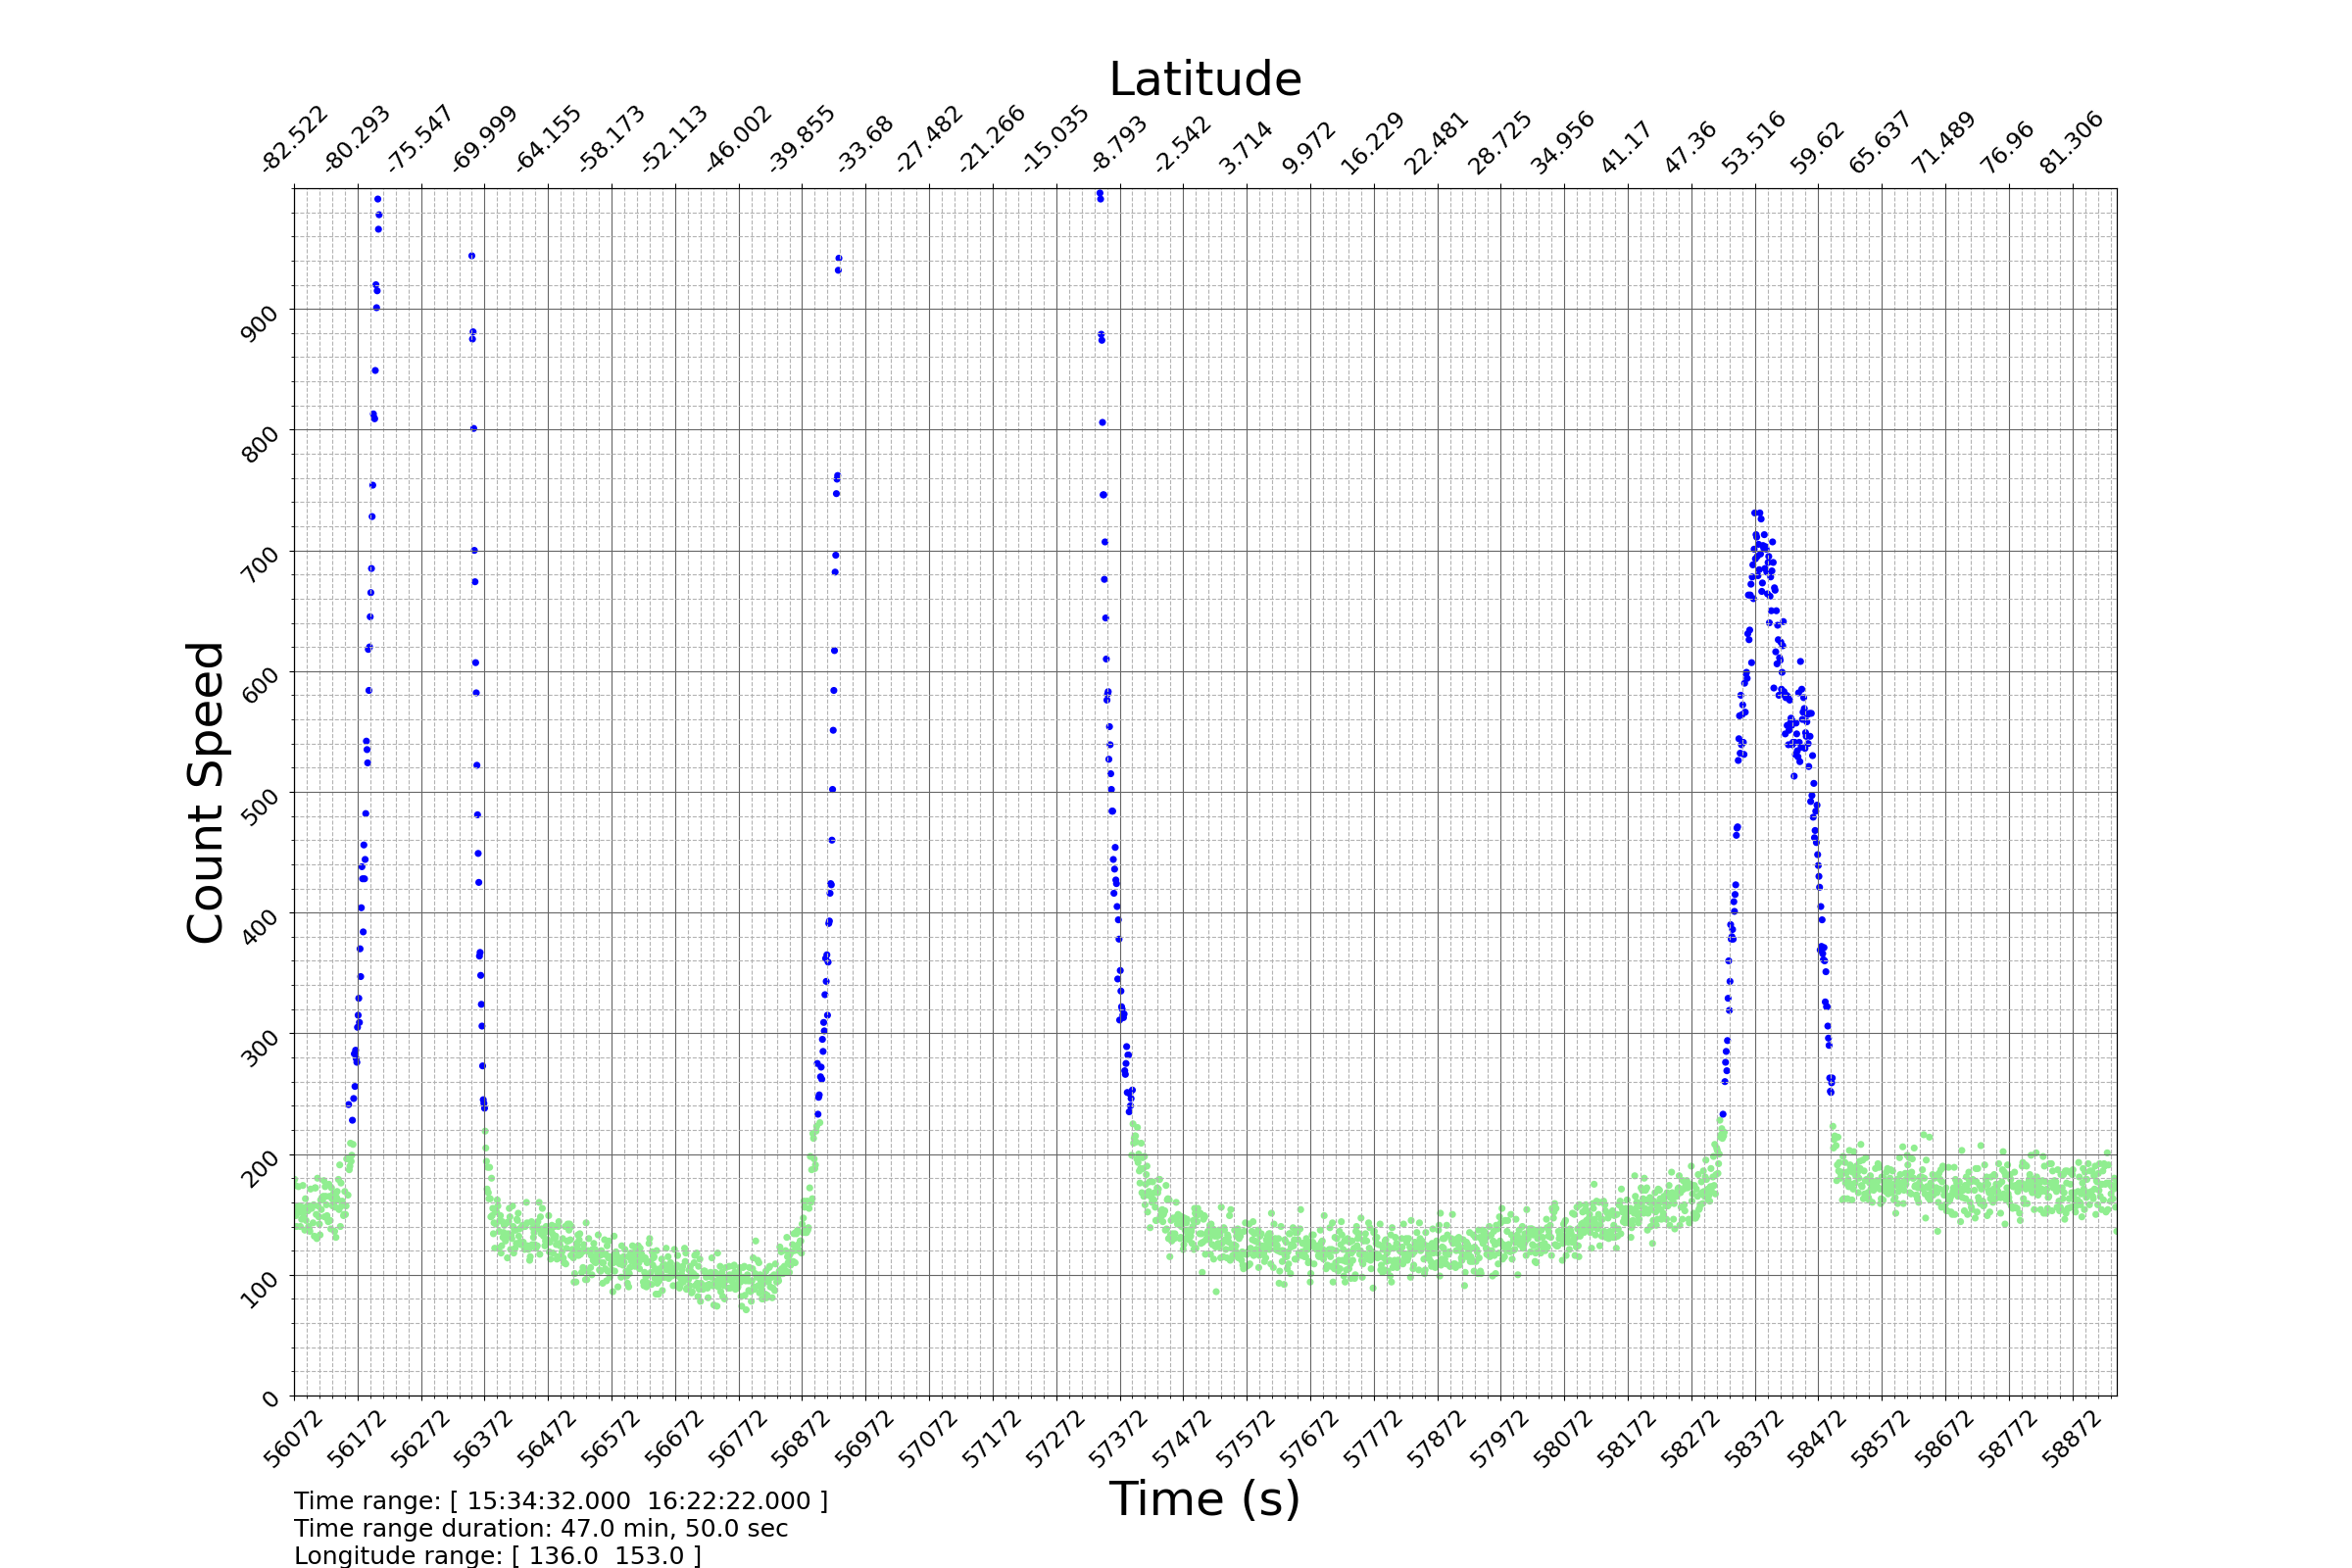 Latitude
-82.522 -80.293 -75.547 -69.999 -64.155 -58.173 -52.113 -46.002 -39.855 -33.68 -27.482 -21.266 -15.035 -8.793 -2.542 3.714 9.972 16.229 22.481 28.725 34.956 41.17 47.36 53.516 59.62 65.637 71.489 76.96 81.306
900
800
700
600
500
400
300
200
100
0
Count Speed
56072 56172 56272 56372 56472 56572 56672 56772 56872 56972 57072 57172 57272 57372 57472 57572 57672 57772 57872 57972 58072 58172 58272 58372 58472 58572 58672 58772 58872
Time (s)
Time range: [ 15:34:32.000  16:22:22.000 ]
Time range duration: 47.0 min, 50.0 sec
Longitude range: [ 136.0  153.0 ]